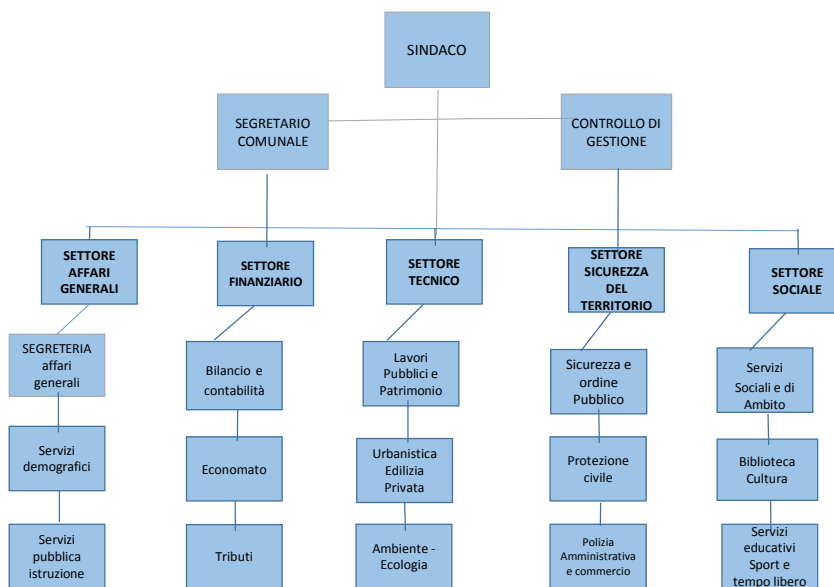 SINDACO
SEGRETARIO
COMUNALE
CONTROLLO DI
GESTIONE
SETTORE
AFFARI
GENERALI
SETTORE
FINANZIARIO
SETTORE
TECNICO
SETTORE
SICUREZZA
DEL
TERRITORIO
SETTORE
SOCIALE
SEGRETERIA
affari
generali
Bilancio e
contabilità
Lavori
Pubblici e
Patrimonio
Sicurezza e
ordine
Pubblico
Servizi
Sociali e di
Ambito
Servizi
demografici
Economato
Urbanistica
Edilizia
Privata
Protezione
civile
Biblioteca
Cultura
Servizi
pubblica
istruzione
Tributi
Ambiente -
Ecologia
Polizia
Amministrativa
e commercio
Servizi
educativi
Sport e
tempo libero